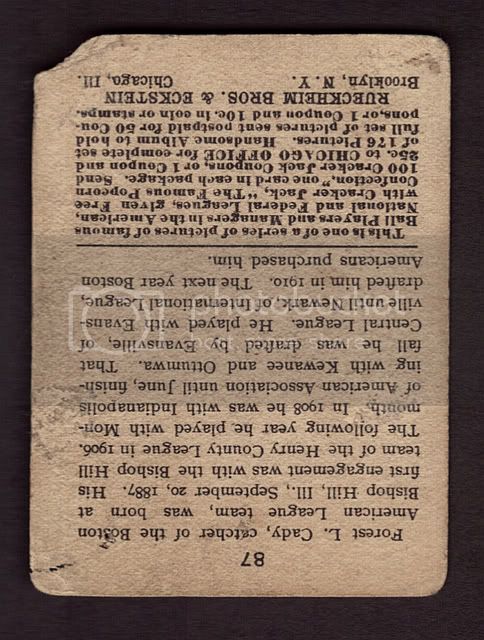 87
Forest L. Cady, catcher of the Boston
American League team, was born at
Bishop Hill, Ill., September 20, 1887. His
first engagement was with the Bishop Hill
team of the Henry County League in 1906.
The following year he played with Mon-
mouth. In 1908 he was with Indianapolis
of American Association until June, finish-
ing with Kewanee and Ottumwa. That
fall he was drafted by Evansville, of
Central League. He played with Evans-
ville until Newark, of International League,
drafted him in 1910. The next year Boston
Americans purchased him.
This is one of a series of pictures of famous
Ball Players and Managers in the American,
National and Federal Leagues, given Free
with Cracker Jack, "The Famous Popcorn
Confection," one card in each package. Send
100 Cracker Jack Coupons, or 1 Coupon and
25c. to CHICAGO OFFICE for complete set
of 176 Pictures. Handsome Album to hold
full set of pictures sent postpaid for 50 Cou-
pons, or 1 Coupon and 10c. in coin or stamps.
RUECKHEIM BROS. & ECKSTEIN
Brooklyn, N. Y. Chicago, Ill.